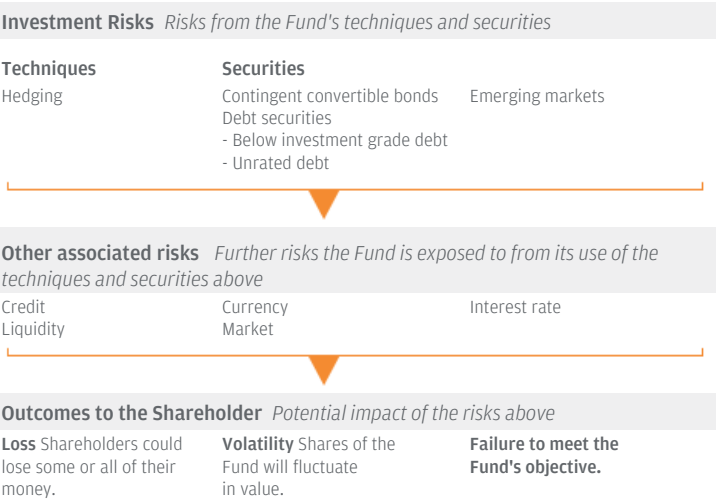 Investment Risks Risks from the Fund's techniques and securities
Techniques
Hedging
Securities
Contingent convertible bonds
Debt securities
- Below investment grade debt
- Unrated debt
Emerging markets
Other associated risks Further risks the Fund is exposed to from its use of the
techniques and securities above
Credit
Liquidity
Currency
Market
Interest rate
Outcomes to the Shareholder Potential impact of the risks above
Loss Shareholders could
lose some or all of their
money.
Volatility Shares of the
Fund will fluctuate
in value.
Failure to meet the
Fund's objective.